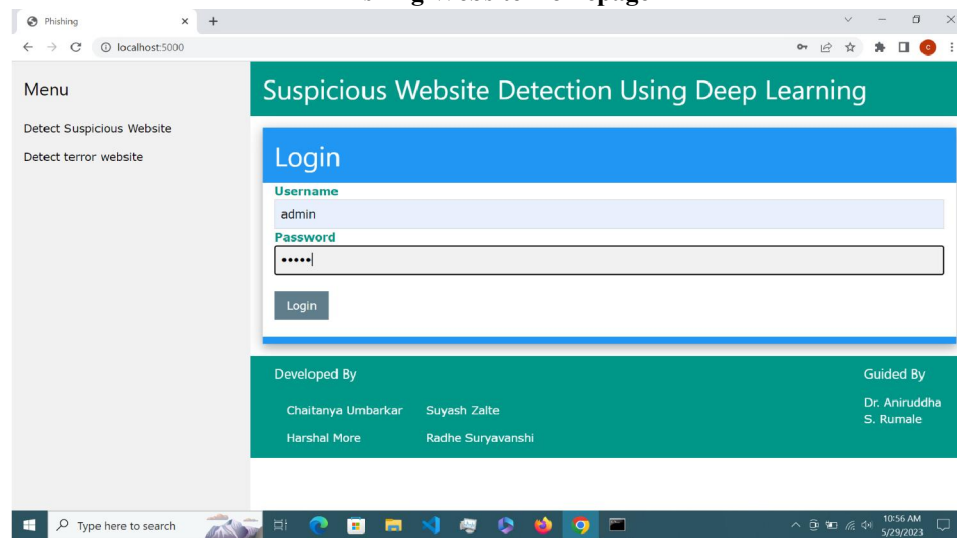 Phishing
localhost:5000
C
Menu
Detect Suspicious Website
Detect terror website
Suspicious Website Detection Using Deep Learning
Login
Username
admin
Password
•••••
Login
Developed By
Chaitanya Umbarkar Suyash Zalte
Harshal More Radhe Suryavanshi
Guided By
Dr. Aniruddha
S. Rumale
Type here to search
10:56 AM
5/29/2023